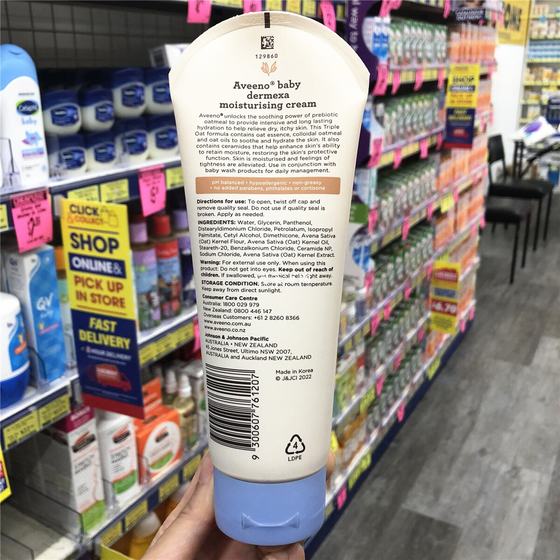 129860
Aveeno® baby
dermexa
moisturising cream
Aveeno® unlocks the soothing power of prebiotic
oatmeal to provide intensive and long lasting
hydration to help relieve dry, itchy skin. This Triple
Oat formula contains oat essence, colloidal oatmeal
and oat oils to soothe and hydrate the skin. It also
contains ceramides that help enhance skin's ability
to retain moisture, restoring the skin's protective
function. Skin is moisturised and feelings of
tightness are alleviated. Use in conjunction with
baby wash products for daily management.
pH balanced • hypoallergenic • non-greasy
• no added parabens, phthalates or cortisone
Directions for use: To open, twist off cap and
remove quality seal. Do not use if quality seal is
broken. Apply as needed.
INGREDIENTS: Water, Glycerin, Panthenol,
Distearyldimonium Chloride, Petrolatum, Isopropyl
Palmitate, Cetyl Alcohol, Dimethicone, Avena Sativa
(Oat) Kernel Flour, Avena Sativa (Oat) Kernel Oil,
Steareth-20, Benzalkonium Chloride, Ceramide NP,
Sodium Chloride, Avena Sativa (Oat) Kernel Extract.
Warning: For external use only. When using this
product: Do not get into eyes. Keep out of reach of
children. If swallowed, get medical help right away.
STORAGE CONDITION: Store at room temperature.
Keep away from direct sunlight.
Consumer Care Centre
Australia: 1800 029 979
New Zealand: 0800 446 147
Overseas Customers: +61 2 8260 8366
www.aveeno.com.au
www.aveeno.co.nz
Johnson & Johnson Pacific
AUSTRALIA • NEW ZEALAND
45 Jones Street, Ultimo NSW 2007,
AUSTRALIA and Auckland NEW ZEALAND
Made in Korea
© J&JCI 2022
9 300607 761207
4
LDPE
CLICK &
COLLECT
SHOP
ONLINE &
PICK UP
IN STORE
FAST
DELIVERY
Vaseline
baby
QV